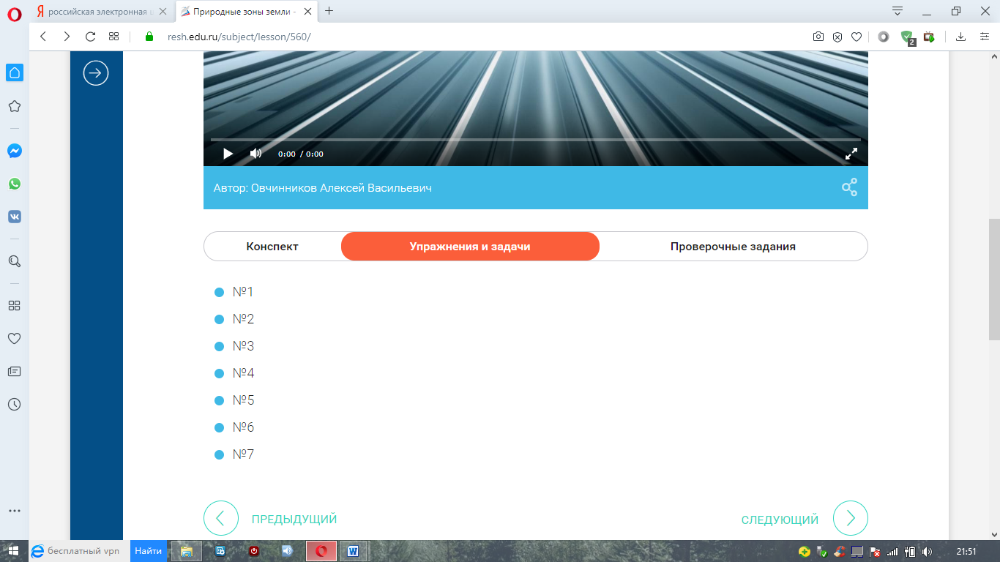 российская электронная
Природные зоны земли -
resh.edu.ru/subject/lesson/560/
2
0:00 / 0:00
Автор: Овчинников Алексей Васильевич
Конспект
Упражнения и задачи
Проверочные задания
№1
№2
№3
№4
№5
№6
№7
ПРЕДЫДУЩИЙ
СЛЕДУЮЩИЙ
бесплатный vpn
Найти
21:51